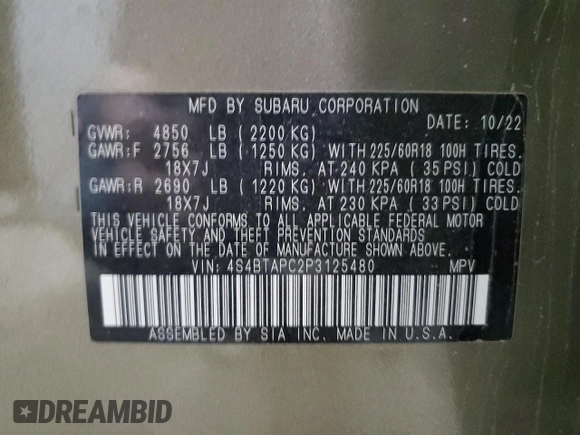 MFD BY SUBARU CORPORATION
DATE: 10/22
GVWR: 4850 LB (2200 KG)
GAWR:F 2756 LB (1250 KG) WITH 225/60R18 100H TIRES.
18X7J RIMS. AT 240 KPA (35 PSI) COLD
GAWR:R 2690 LB (1220 KG) WITH 225/60R18 100H TIRES.
18X7J RIMS. AT 230 KPA (33 PSI) COLD
THIS VEHICLE CONFORMS TO ALL APPLICABLE FEDERAL MOTOR
VEHICLE SAFETY AND THEFT PREVENTION STANDARDS
IN EFFECT ON THE DATE OF MANUFACTURE SHOWN ABOVE.
VIN: 4S4BTAPC2P3125480 MPV
ASSEMBLED BY SIA INC. MADE IN U.S.A.
DREAMBID